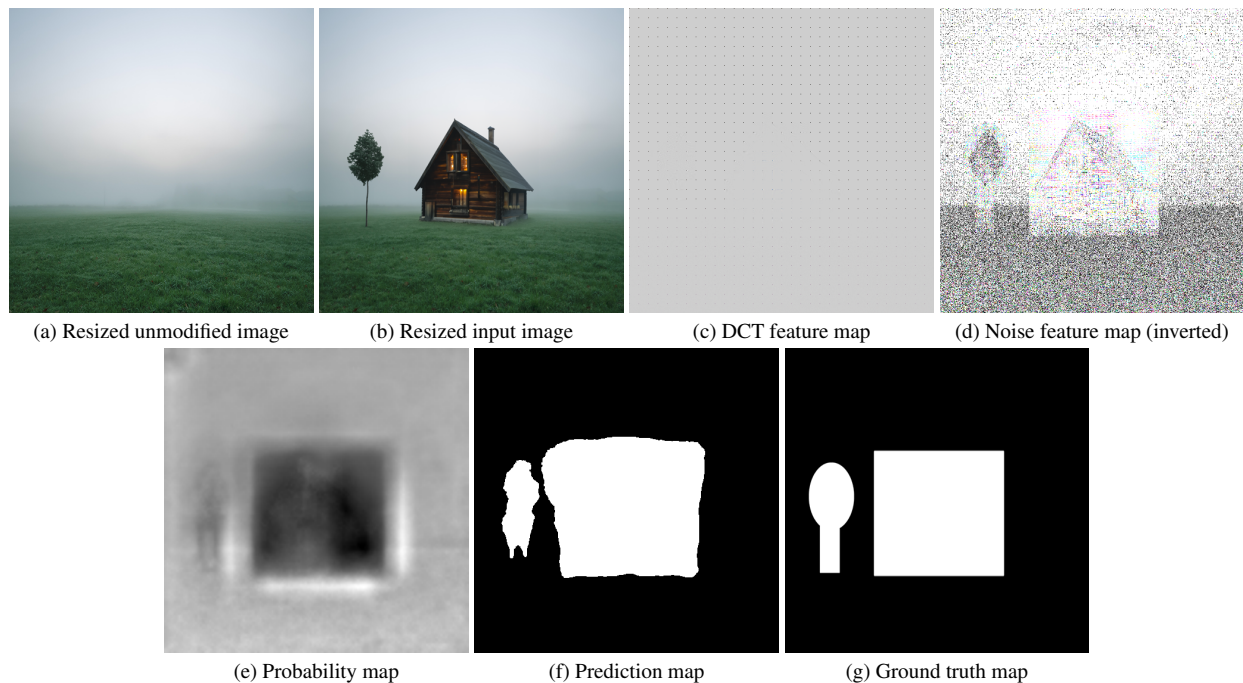 (a) Resized unmodified image
(b) Resized input image
(c) DCT feature map
(d) Noise feature map (inverted)
(e) Probability map
(f) Prediction map
(g) Ground truth map